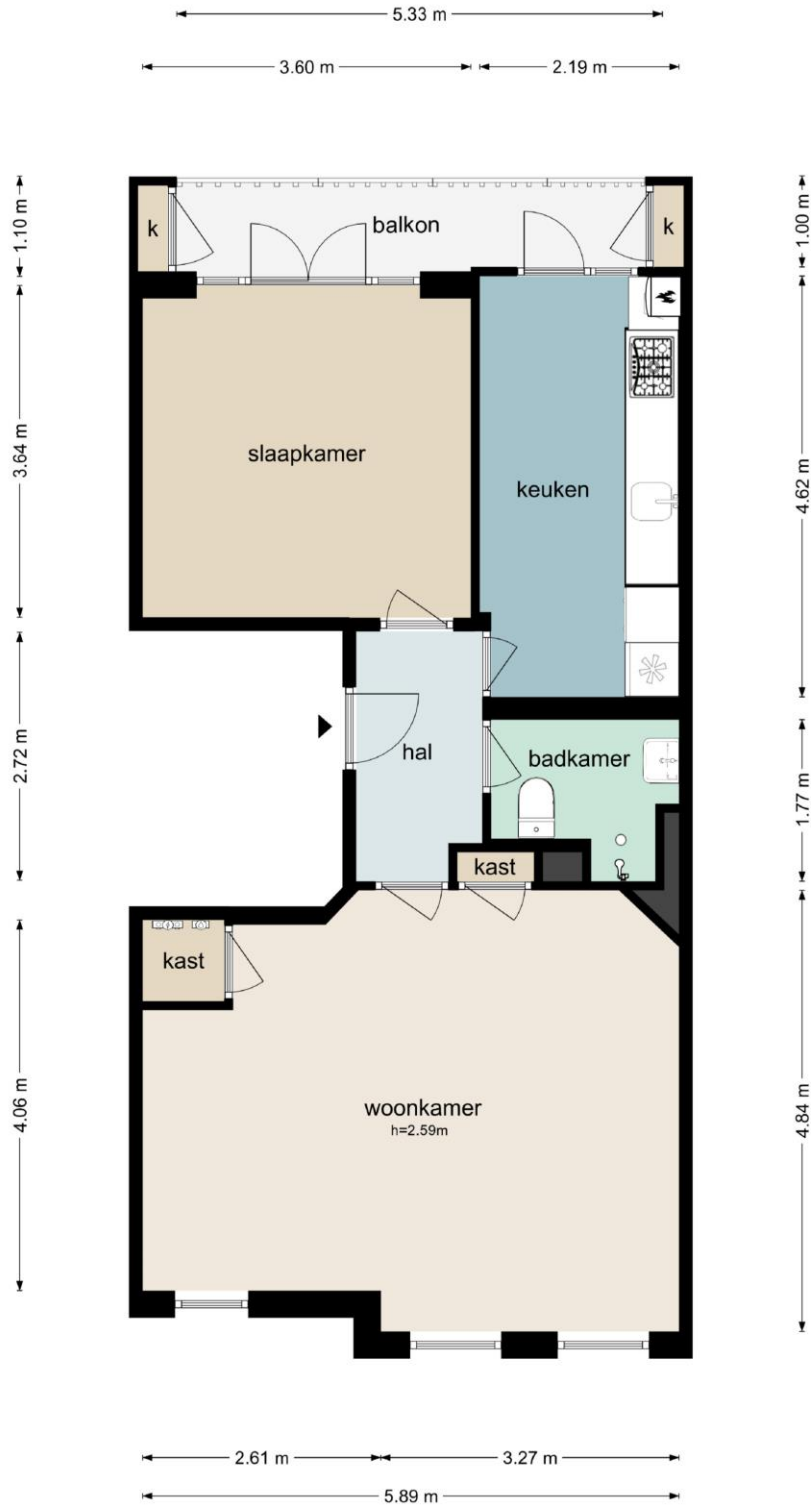 5.33 m
3.60 m
2.19 m
1.10 m
k
balkon
k
1.00 m
3.64 m
slaapkamer
keuken
4.62 m
2.72 m
hal
badkamer
1.77 m
kast
kast
4.06 m
woonkamer
h=2.59m
4.84 m
2.61 m
3.27 m
5.89 m